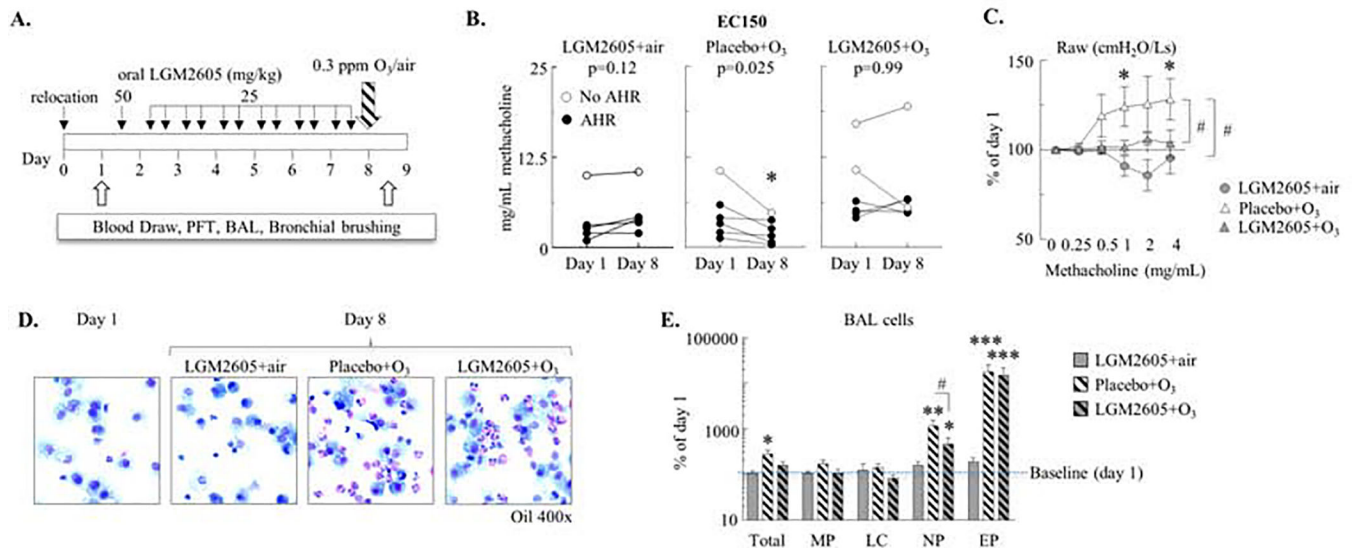 A.
oral LGM2605 (mg/kg)
0.3 ppm O₃/air
relocation
50
25
Day
0 1 2 3 4 5 6 7 8 9
Blood Draw, PFT, BAL, Bronchial brushing
B.
EC150
LGM2605+air
p=0.12
Placebo+O₃
p=0.025
LGM2605+O₃
p=0.99
mg/mL methacholine
25
12.5
0
No AHR
AHR
*
Day 1 Day 8
Day 1 Day 8
Day 1 Day 8
C.
Raw (cmH₂O/Ls)
% of day 1
150
100
50
* *
# #
LGM2605+air
Placebo+O₃
LGM2605+O₃
0 0.25 0.5 1 2 4
Methacholine (mg/mL)
D.
Day 1
Day 8
LGM2605+air
Placebo+O₃
LGM2605+O₃
Oil 400x
E.
BAL cells
% of day 1
100000
1000
10
*
**
#
*
***
***
LGM2605+air
Placebo+O₃
LGM2605+O₃
Baseline (day 1)
Total MP LC NP EP